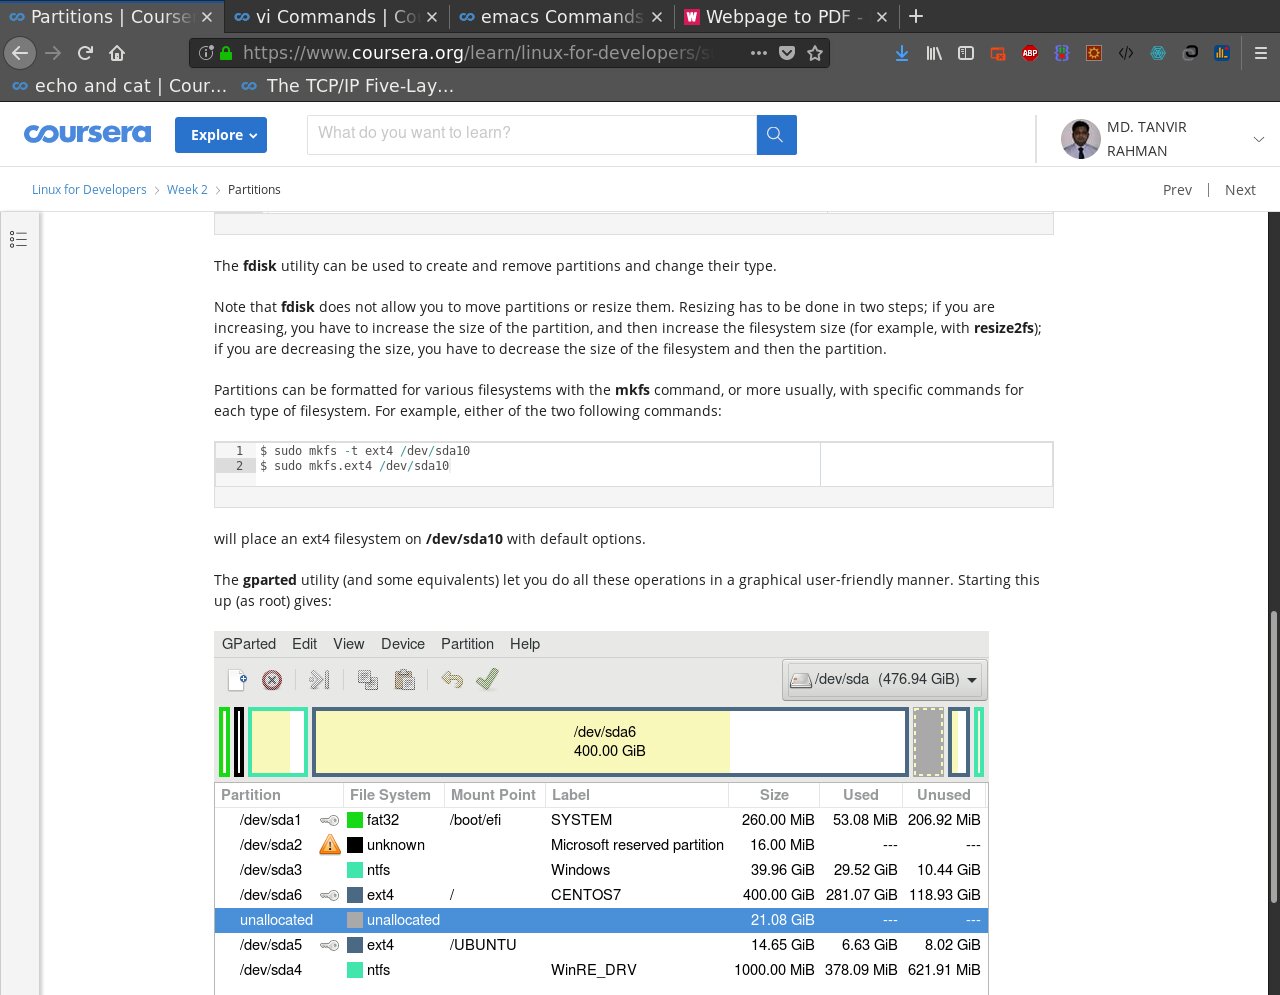 Partitions | Course
vi Commands | Co
emacs Commands
Webpage to PDF -
https://www.coursera.org/learn/linux-for-developers/s
ABP
echo and cat | Cour...
The TCP/IP Five-Lay...
coursera
Explore
What do you want to learn?
MD. TANVIR
RAHMAN
Linux for Developers > Week 2 > Partitions
Prev | Next
The fdisk utility can be used to create and remove partitions and change their type.
Note that fdisk does not allow you to move partitions or resize them. Resizing has to be done in two steps; if you are
increasing, you have to increase the size of the partition, and then increase the filesystem size (for example, with resize2fs);
if you are decreasing the size, you have to decrease the size of the filesystem and then the partition.
Partitions can be formatted for various filesystems with the mkfs command, or more usually, with specific commands for
each type of filesystem. For example, either of the two following commands:
1 $ sudo mkfs -t ext4 /dev/sda10
2 $ sudo mkfs.ext4 /dev/sda10
will place an ext4 filesystem on /dev/sda10 with default options.
The gparted utility (and some equivalents) let you do all these operations in a graphical user-friendly manner. Starting this
up (as root) gives:
GParted Edit View Device Partition Help
/dev/sda (476.94 GiB)
/dev/sda6
400.00 GiB
Partition File System Mount Point Label Size Used Unused
/dev/sda1 fat32 /boot/efi SYSTEM 260.00 MiB 53.08 MiB 206.92 MiB
/dev/sda2 unknown Microsoft reserved partition 16.00 MiB --- ---
/dev/sda3 ntfs Windows 39.96 GiB 29.52 GiB 10.44 GiB
/dev/sda6 ext4 / CENTOS7 400.00 GiB 281.07 GiB 118.93 GiB
unallocated unallocated 21.08 GiB --- ---
/dev/sda5 ext4 /UBUNTU 14.65 GiB 6.63 GiB 8.02 GiB
/dev/sda4 ntfs WinRE_DRV 1000.00 MiB 378.09 MiB 621.91 MiB